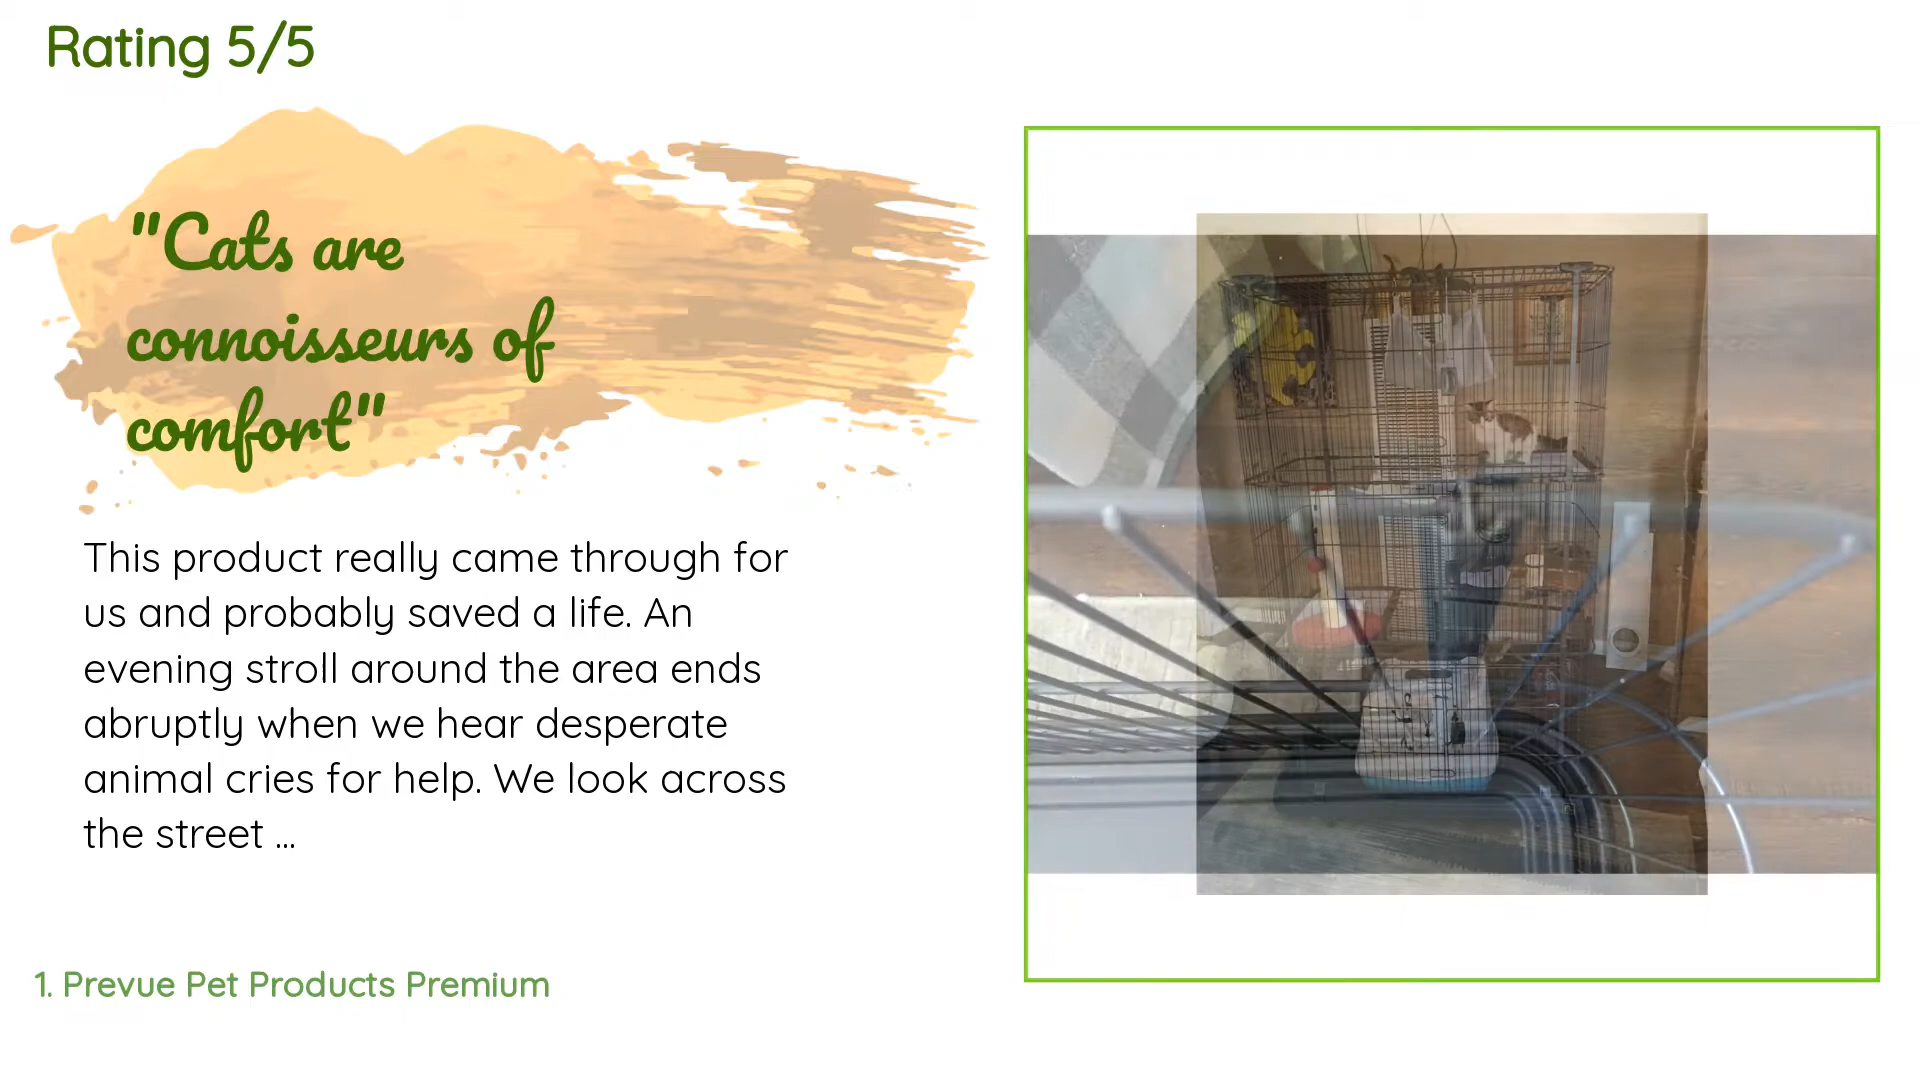 Rating 5/5
"Cats are
connoisseurs of
comfort"
This product really came through for
us and probably saved a life. An
evening stroll around the area ends
abruptly when we hear desperate
animal cries for help. We look across
the street ...
1. Prevue Pet Products Premium